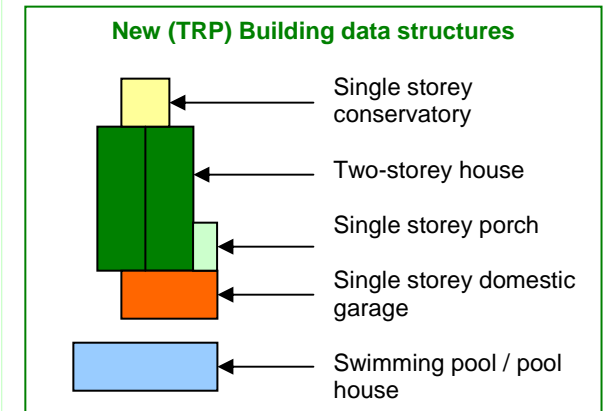 New (TRP) Building data structures
Single storey
conservatory
Two-storey house
Single storey porch
Single storey domestic
garage
Swimming pool / pool
house